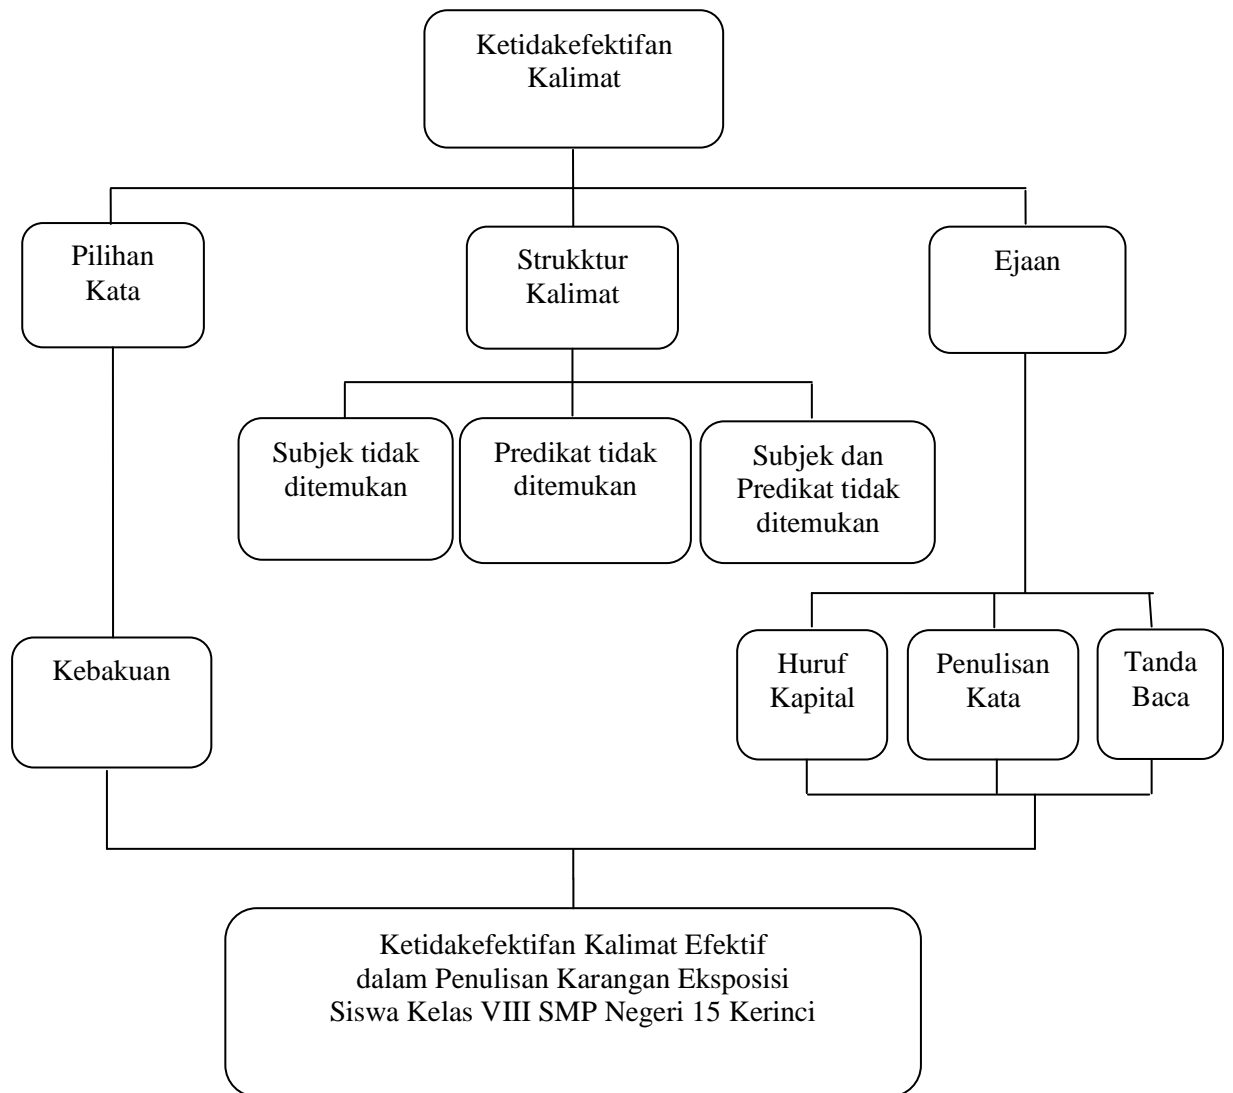 Ketidakefektifan
Kalimat
Pilihan
Kata
Strukktur
Kalimat
Ejaan
Subjek tidak
ditemukan
Predikat tidak
ditemukan
Subjek dan
Predikat tidak
ditemukan
Kebakuan
Huruf
Kapital
Penulisan
Kata
Tanda
Baca
Ketidakefektifan Kalimat Efektif
dalam Penulisan Karangan Eksposisi
Siswa Kelas VIII SMP Negeri 15 Kerinci